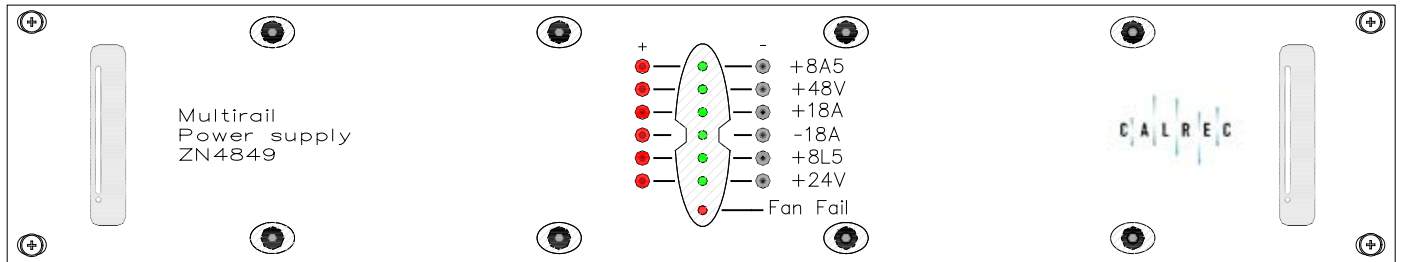 + -
+8A5
+48V
+18A
-18A
+8L5
+24V
Fan Fail
Multirail
Power supply
ZN4849
CALREC